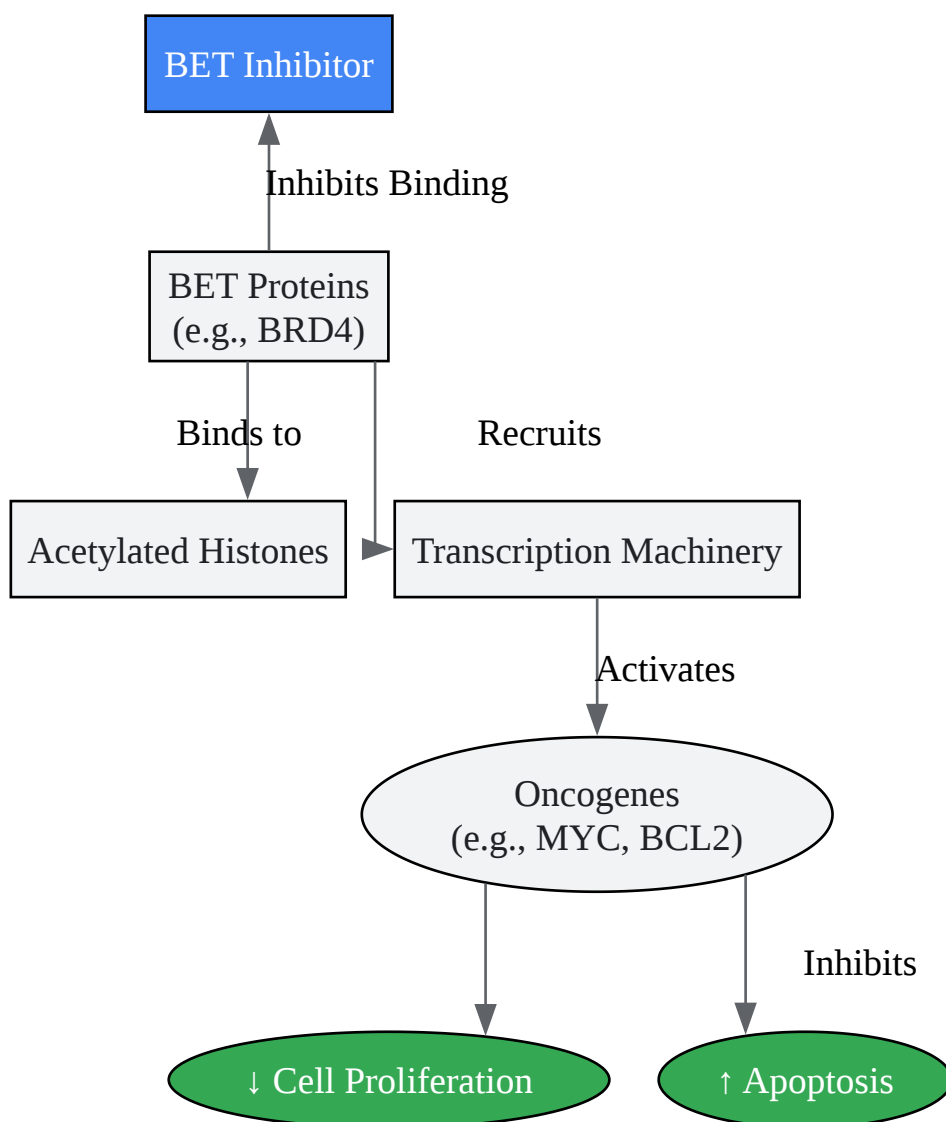 BET Inhibitor
Inhibits Binding
BET Proteins
(e.g., BRD4)
Binds to
Recruits
Acetylated Histones
Transcription Machinery
Activates
Oncogenes
(e.g., MYC, BCL2)
Inhibits
↓ Cell Proliferation
↑ Apoptosis